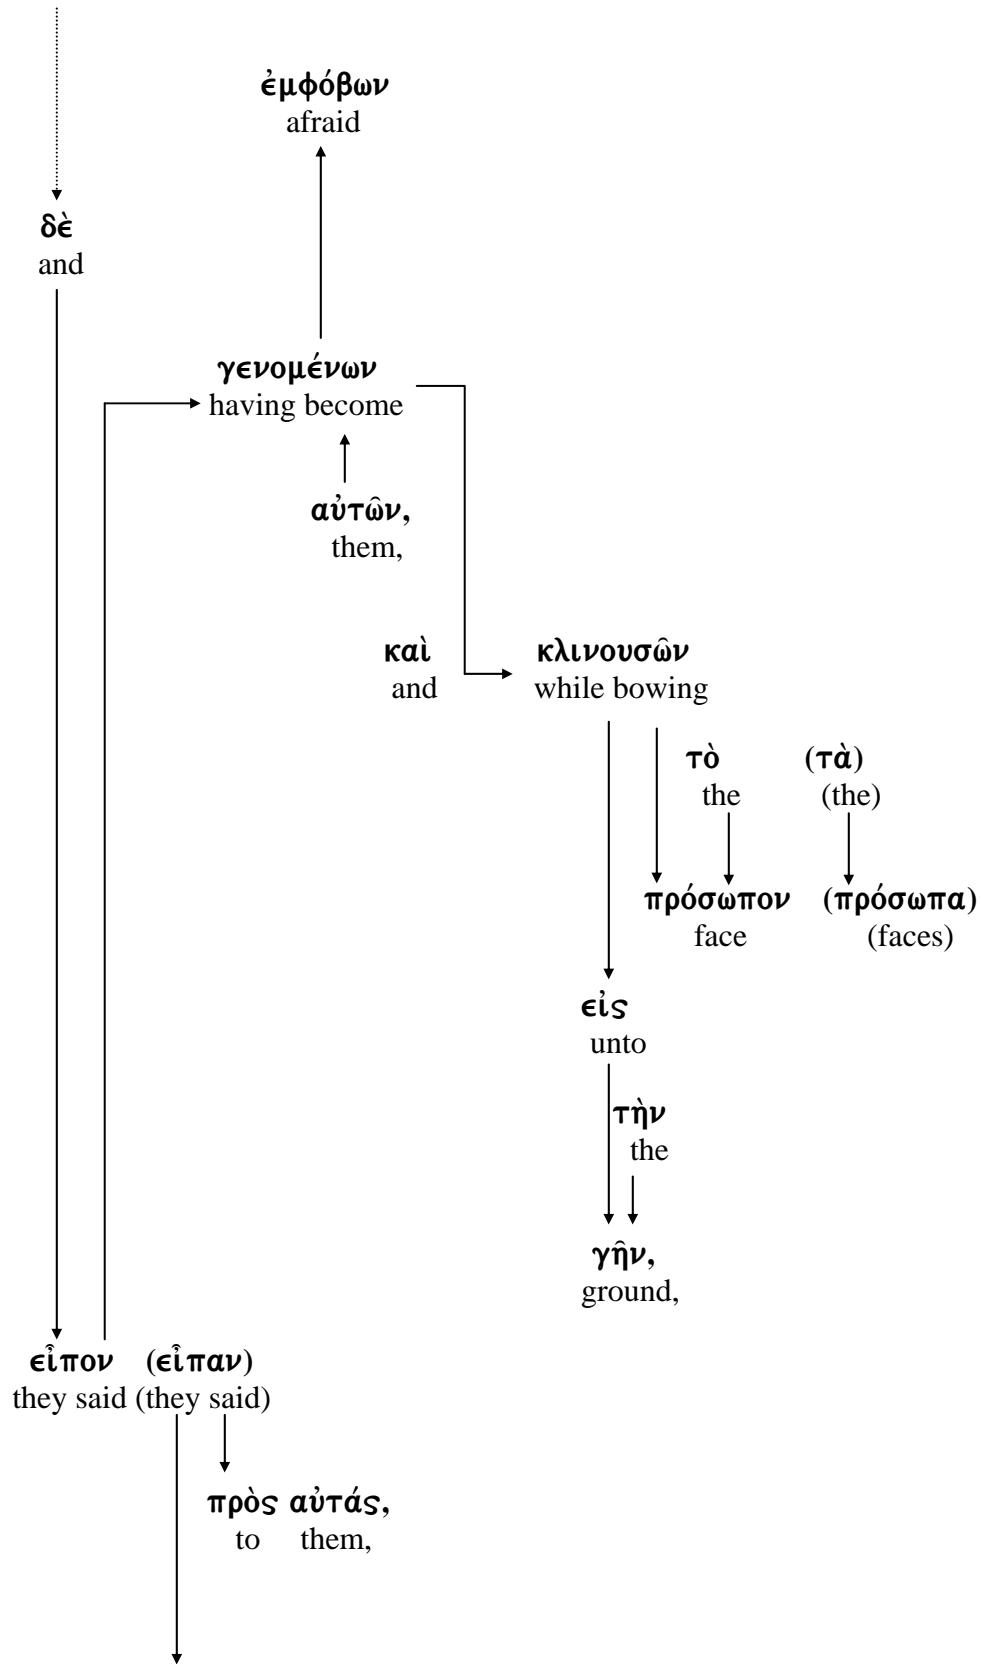 ἐμφόβων
afraid
δὲ
and
γενομένων
having become
αὐτῶν,
them,
καὶ κλινουσῶν
and while bowing
τὸ (τὰ)
the (the)
πρόσωπον (πρόσωπα)
face (faces)
εἰς
unto
τὴν
the
γῆν,
ground,
εἶπον (εἶπαν)
they said (they said)
πρὸς αὐτάς,
to them,